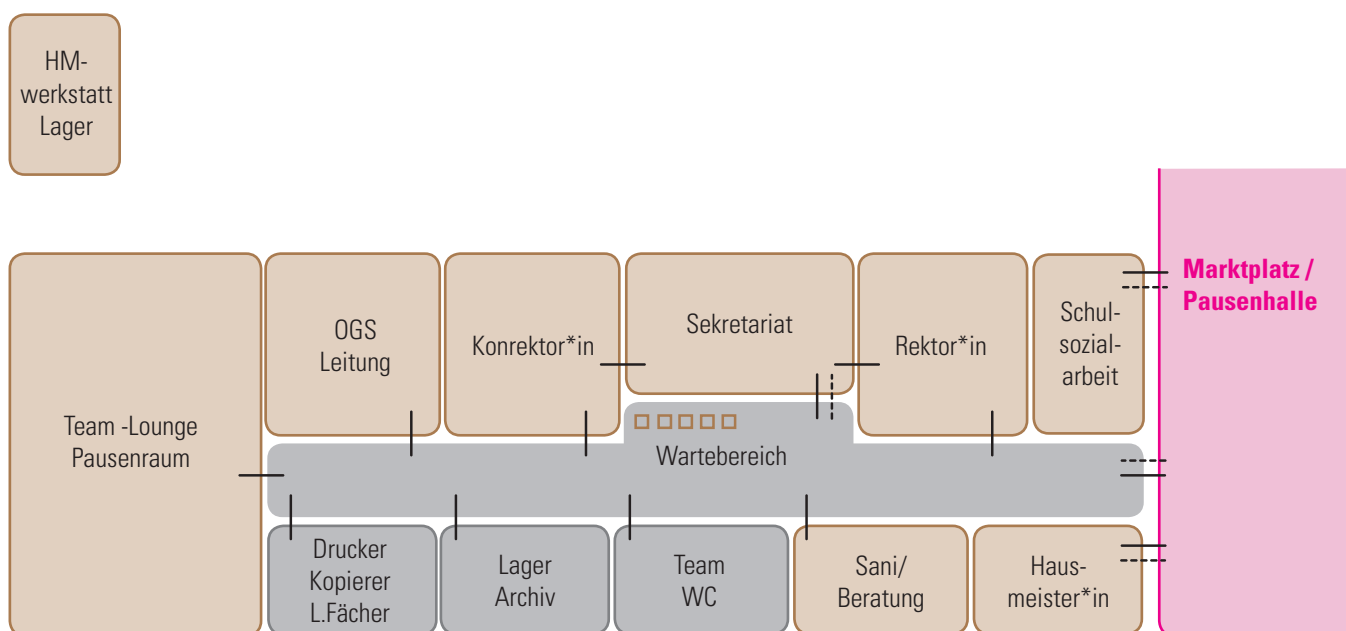 HM-
werkstatt
Lager
Marktplatz /
Pausenhalle
Team -Lounge
Pausenraum
OGS
Leitung
Konrektor*in
Sekretariat
Rektor*in
Schul-
sozial-
arbeit
Wartebereich
Drucker
Kopierer
L.Fächer
Lager
Archiv
Team
WC
Sani/
Beratung
Haus-
meister*in